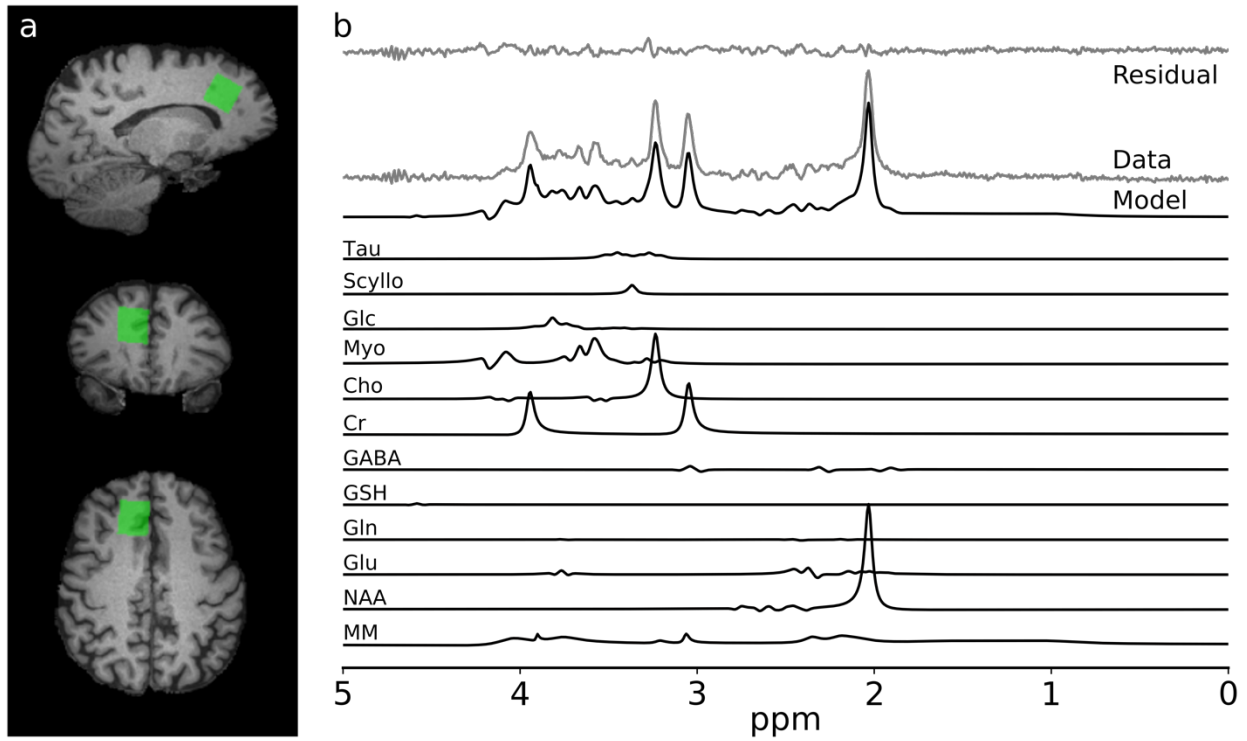 a
b
Residual
Data
Model
Tau
Scyllo
Glc
Myo
Cho
Cr
GABA
GSH
Gln
Glu
NAA
MM
5 4 3 2 1 0
ppm